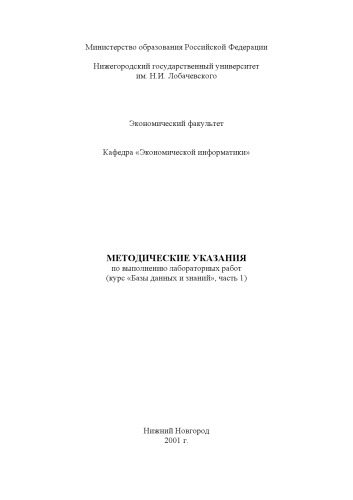 Министерство образования Российской Федерации
Нижегородский государственный университет
им. Н.И. Лобачевского
Экономический факультет
Кафедра «Экономической информатики»
МЕТОДИЧЕСКИЕ УКАЗАНИЯ
по выполнению лабораторных работ
(курс «Базы данных и знаний», часть 1)
Нижний Новгород
2001 г.